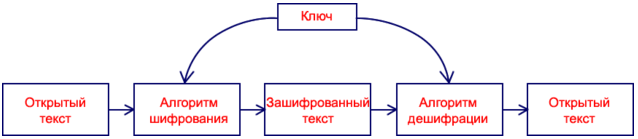 Ключ
Открытый
текст
Алгоритм
шифрования
Зашифрованный
текст
Алгоритм
дешифрации
Открытый
текст